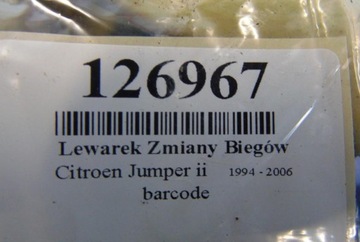 126967
Lewarek Zmiany Biegów
Citroen Jumper ii 1994 - 2006
barcode